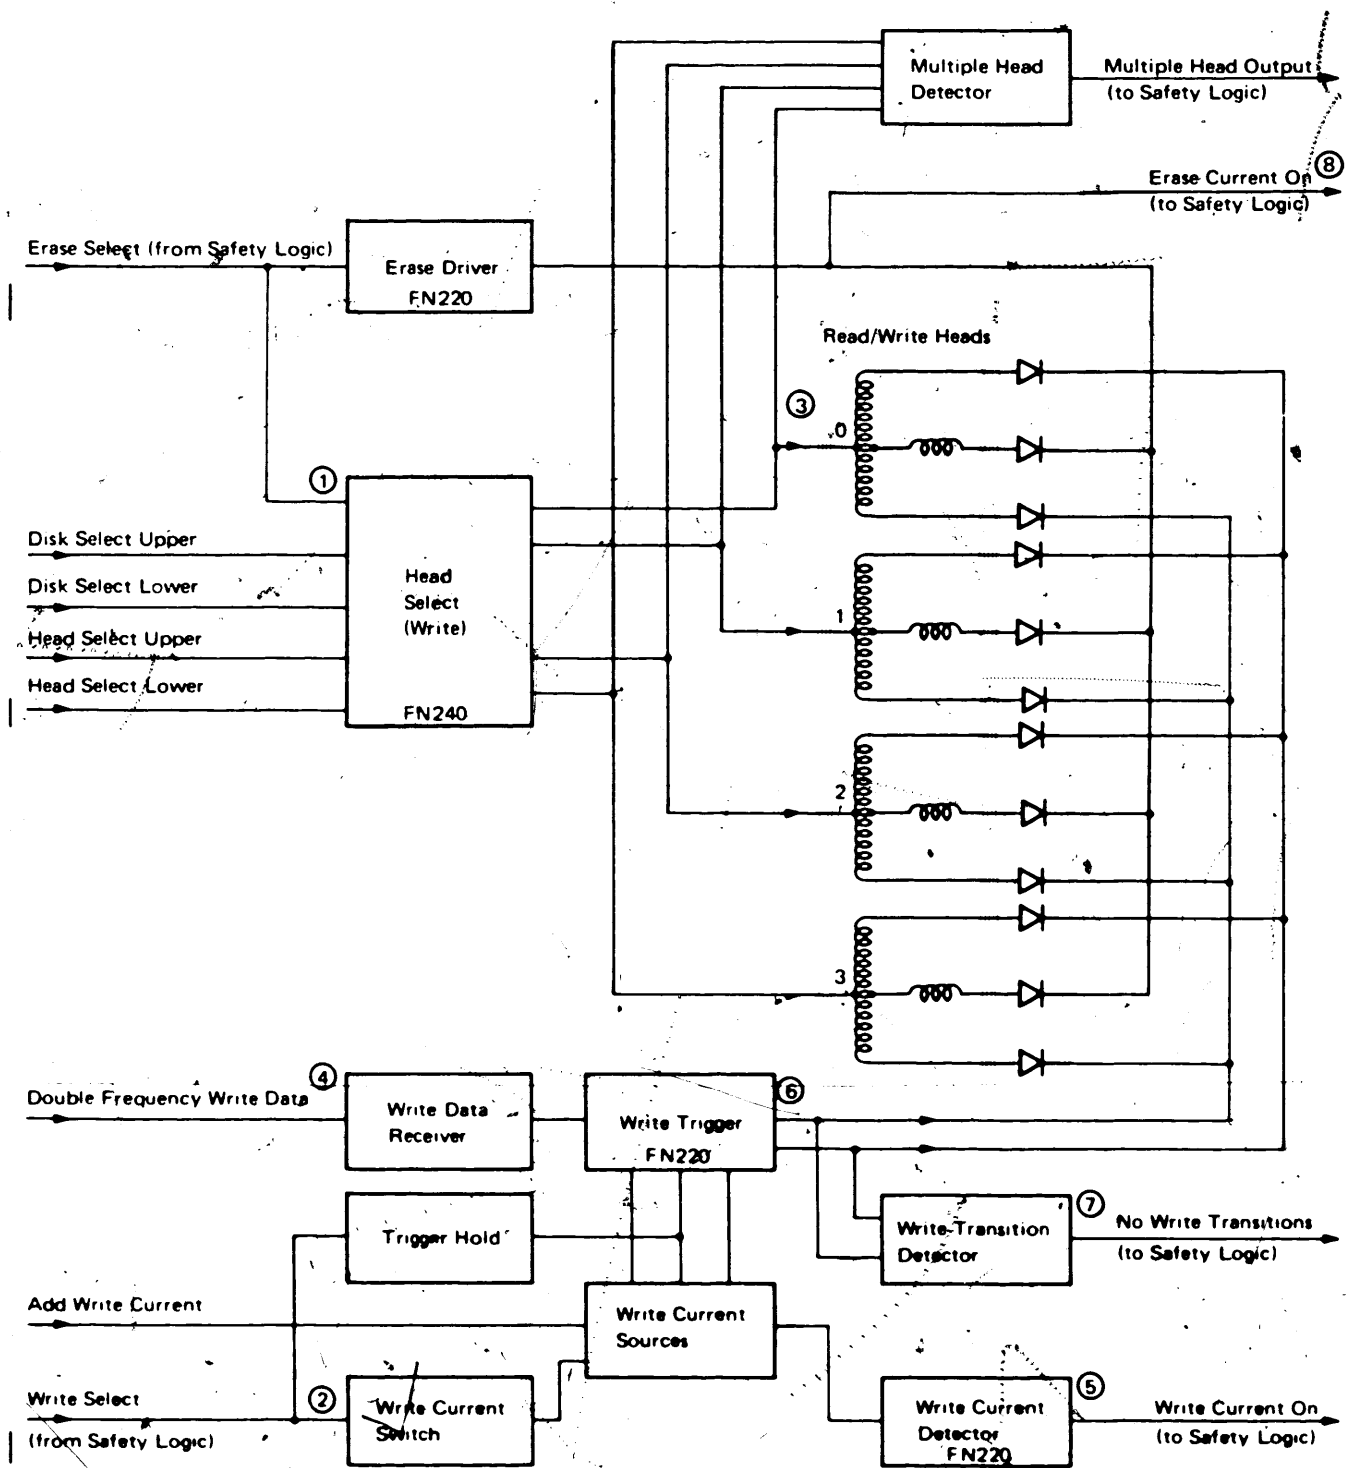 Multiple Head
Detector
Multiple Head Output
(to Safety Logic)
8
Erase Current On
(to Safety Logic)
Erase Select (from Safety Logic)
Erase Driver
FN220
Read/Write Heads
3
0
1
Disk Select Upper
Disk Select Lower
Head Select Upper
Head Select Lower
Head
Select
(Write)
FN240
1
2
3
4
Double Frequency Write Data
Write Data
Receiver
6
Write Trigger
FN220
7
Write-Transition
Detector
No Write Transitions
(to Safety Logic)
Trigger Hold
Add Write Current
Write Current
Sources
Write Select
(from Safety Logic)
2
Write Current
Switch
5
Write Current
Detector
FN220
Write Current On
(to Safety Logic)